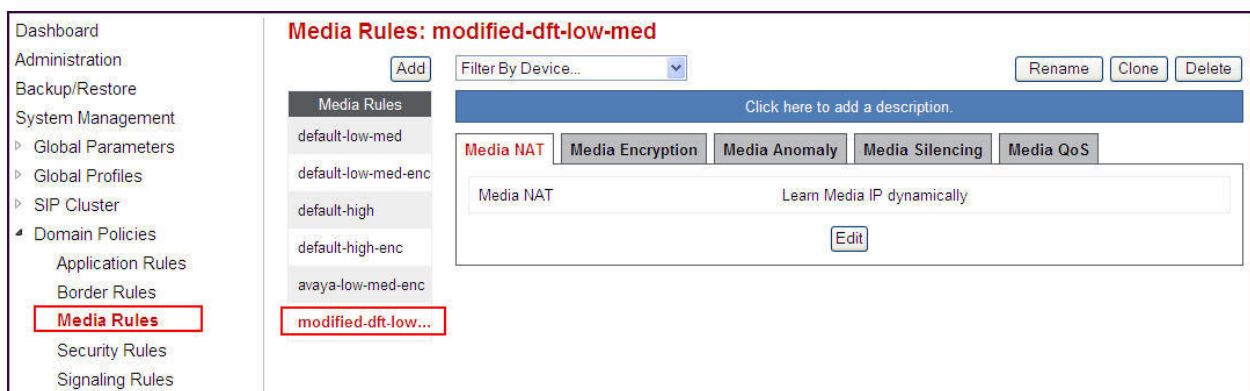 Dashboard
Administration
Backup/Restore
System Management
Global Parameters
Global Profiles
SIP Cluster
Domain Policies
Application Rules
Border Rules
Media Rules
Security Rules
Signaling Rules
Media Rules: modified-dft-low-med
Add
Filter By Device...
Rename
Clone
Delete
Media Rules
default-low-med
default-low-med-enc
default-high
default-high-enc
avaya-low-med-enc
modified-dft-low...
Click here to add a description.
Media NAT
Media Encryption
Media Anomaly
Media Silencing
Media QoS
Media NAT
Learn Media IP dynamically
Edit